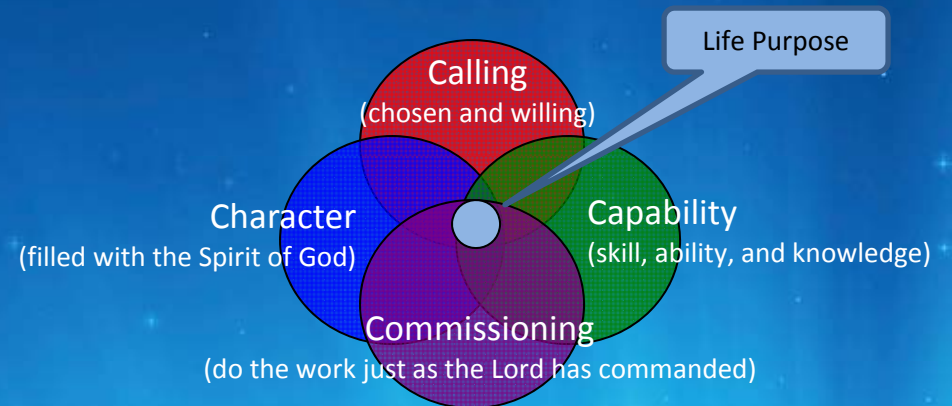 Life Purpose
Calling
(chosen and willing)
Character
(filled with the Spirit of God)
Capability
(skill, ability, and knowledge)
Commissioning
(do the work just as the Lord has commanded)